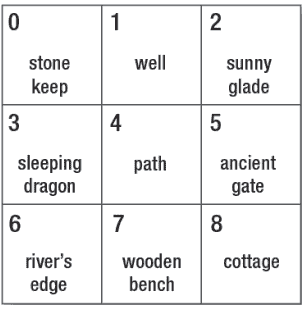 0
stone
keep
1
well
2
sunny
glade
3
sleeping
dragon
4
path
5
ancient
gate
6
river's
edge
7
wooden
bench
8
cottage